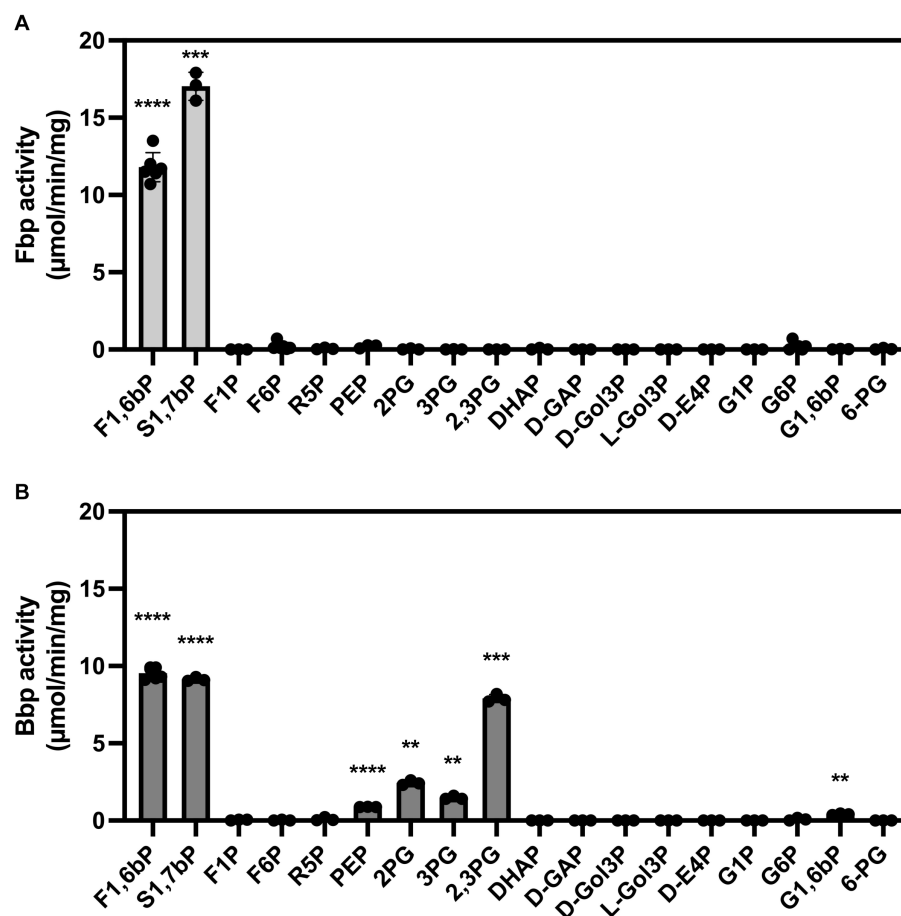 A
Fbp activity
(µmol/min/mg)
20
15
10
5
0
****
***
F1,6bP
S1,7bP
F1P
F6P
R5P
PEP
2PG
3PG
2,3PG
DHAP
D-GAP
D-Gol3P
L-Gol3P
D-E4P
G1P
G6P
G1,6bP
6-PG
B
Bbp activity
(µmol/min/mg)
20
15
10
5
0
****
****
****
**
**
***
**
F1,6bP
S1,7bP
F1P
F6P
R5P
PEP
2PG
3PG
2,3PG
DHAP
D-GAP
D-Gol3P
L-Gol3P
D-E4P
G1P
G6P
G1,6bP
6-PG